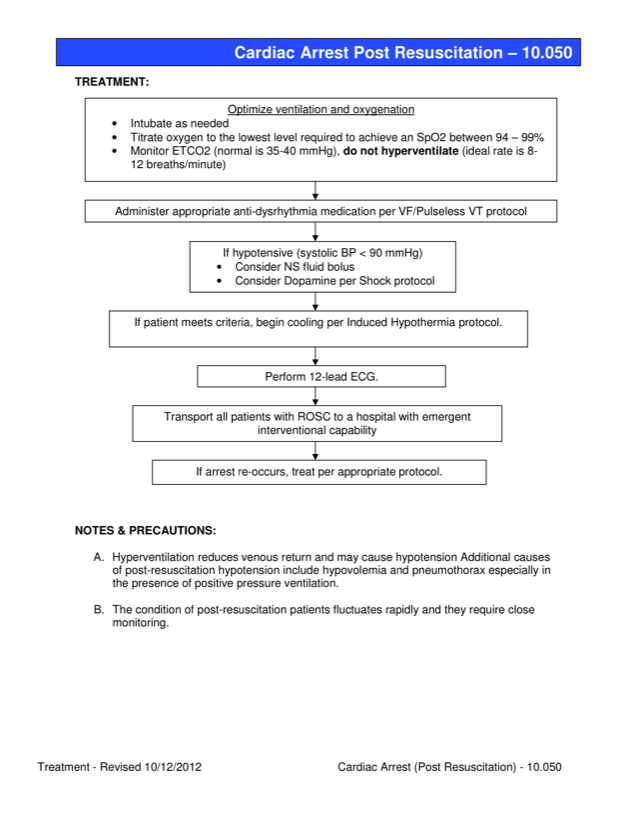 Cardiac Arrest Post Resuscitation – 10.050
TREATMENT:
Optimize ventilation and oxygenation
• Intubate as needed
• Titrate oxygen to the lowest level required to achieve an SpO2 between 94 – 99%
• Monitor ETCO2 (normal is 35-40 mmHg), do not hyperventilate (ideal rate is 8-
12 breaths/minute)
Administer appropriate anti-dysrhythmia medication per VF/Pulseless VT protocol
If hypotensive (systolic BP < 90 mmHg)
• Consider NS fluid bolus
• Consider Dopamine per Shock protocol
If patient meets criteria, begin cooling per Induced Hypothermia protocol.
Perform 12-lead ECG.
Transport all patients with ROSC to a hospital with emergent
interventional capability
If arrest re-occurs, treat per appropriate protocol.
NOTES & PRECAUTIONS:
A. Hyperventilation reduces venous return and may cause hypotension Additional causes
of post-resuscitation hypotension include hypovolemia and pneumothorax especially in
the presence of positive pressure ventilation.
B. The condition of post-resuscitation patients fluctuates rapidly and they require close
monitoring.
Treatment - Revised 10/12/2012 Cardiac Arrest (Post Resuscitation) - 10.050